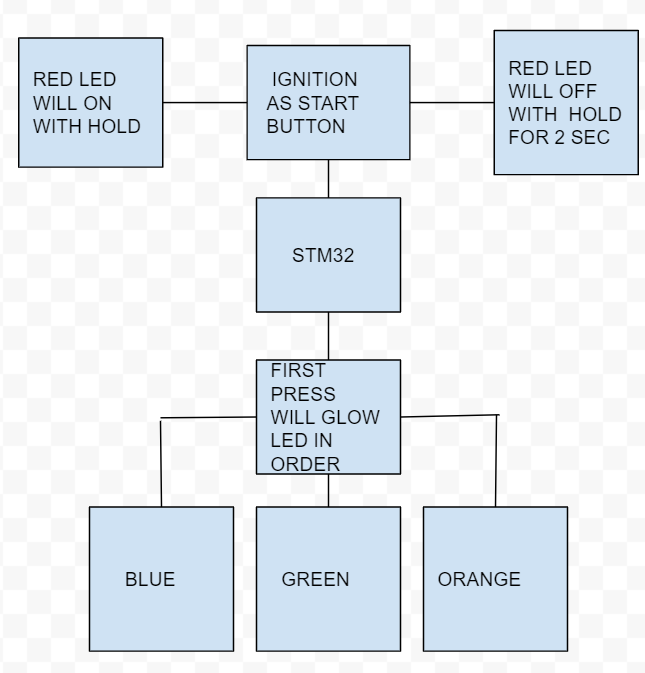 RED LED
WILL ON
WITH HOLD
IGNITION
AS START
BUTTON
RED LED
WILL OFF
WITH HOLD
FOR 2 SEC
STM32
FIRST
PRESS
WILL GLOW
LED IN
ORDER
BLUE
GREEN
ORANGE